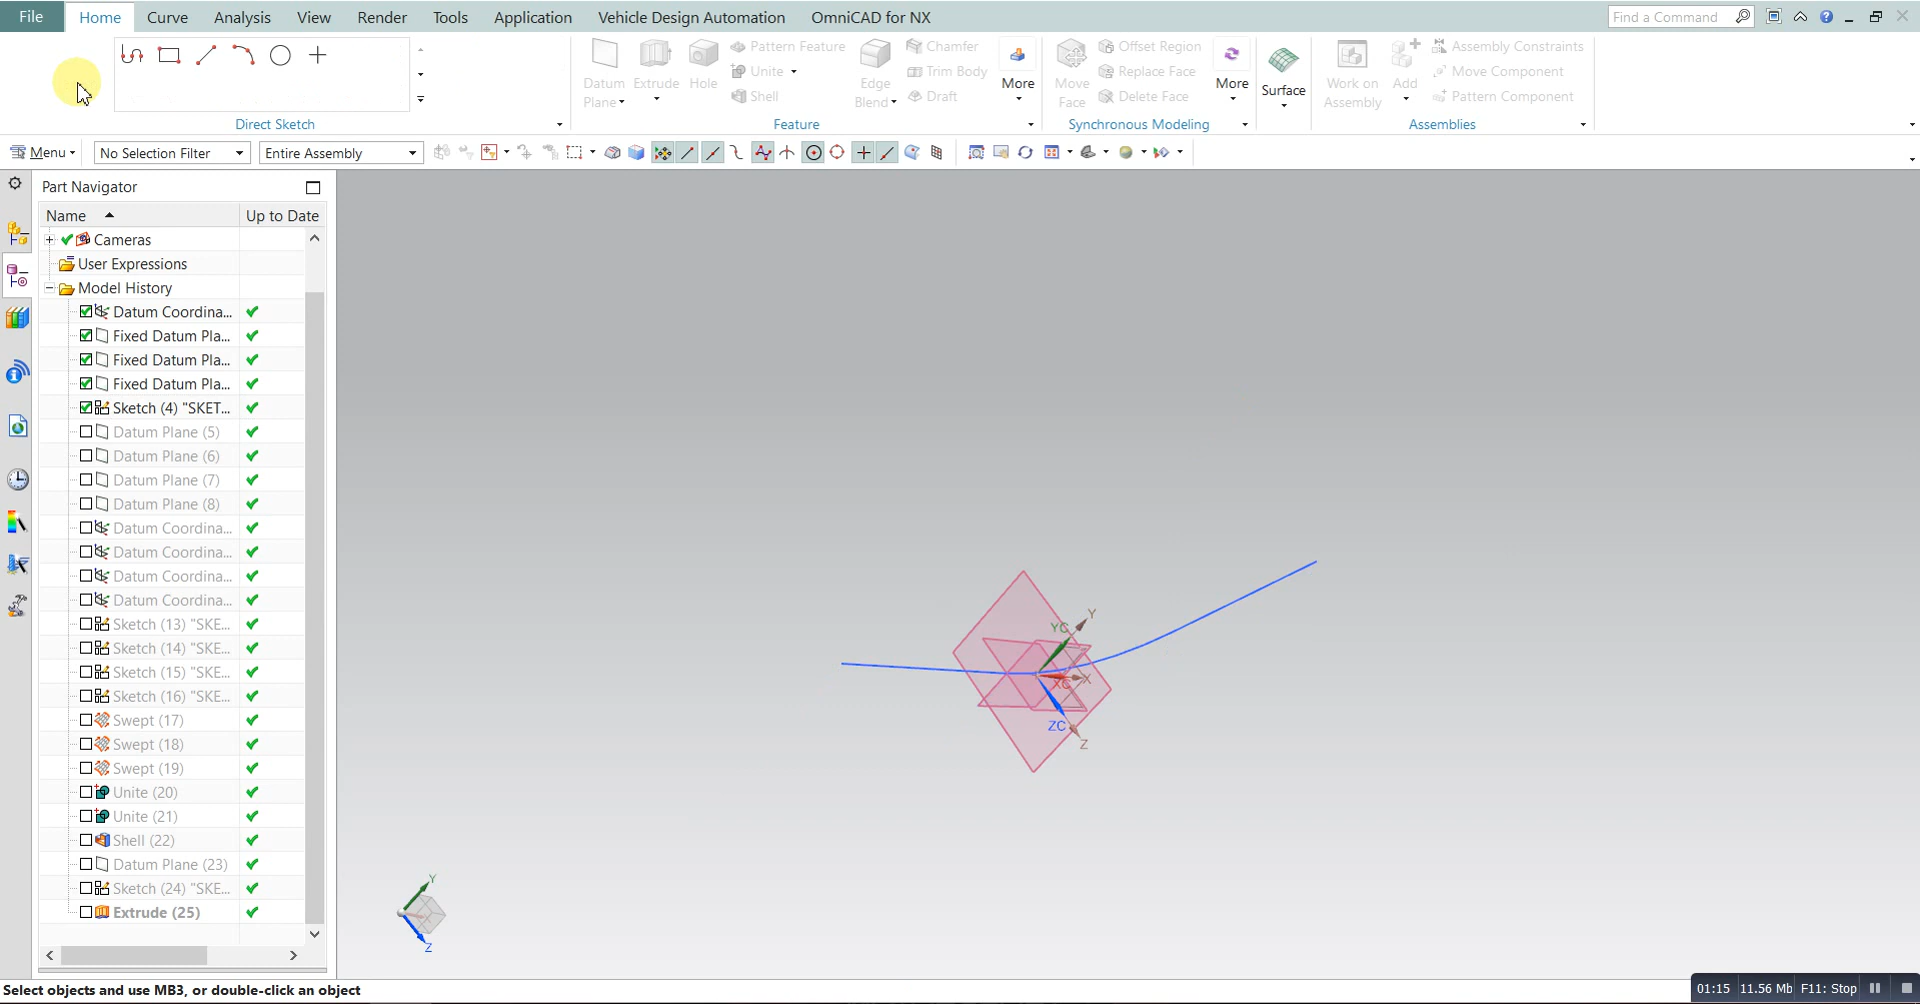 File Home Curve Analysis View Render Tools Application Vehicle Design Automation OmniCAD for NX Find a Command
Pattern Feature Chamfer Offset Region Assembly Constraints
Unite Trim Body Replace Face Move Component
Datum Plane Extrude Hole Shell Edge Blend Draft More Move Face Delete Face More Surface Work on Assembly Add Pattern Component
Direct Sketch Feature Synchronous Modeling Assemblies
Menu No Selection Filter Entire Assembly
Part Navigator
Name Up to Date
Cameras
User Expressions
Model History
Datum Coordina...
Fixed Datum Pla...
Fixed Datum Pla...
Fixed Datum Pla...
Sketch (4) "SKET...
Datum Plane (5)
Datum Plane (6)
Datum Plane (7)
Datum Plane (8)
Datum Coordina...
Datum Coordina...
Datum Coordina...
Datum Coordina...
Sketch (13) "SKE...
Sketch (14) "SKE...
Sketch (15) "SKE...
Sketch (16) "SKE...
Swept (17)
Swept (18)
Swept (19)
Unite (20)
Unite (21)
Shell (22)
Datum Plane (23)
Sketch (24) "SKE...
Extrude (25)
Y
YC
XC X
ZC
Z
Y
Z
Select objects and use MB3, or double-click an object
01:15 11.56 Mb F11: Stop